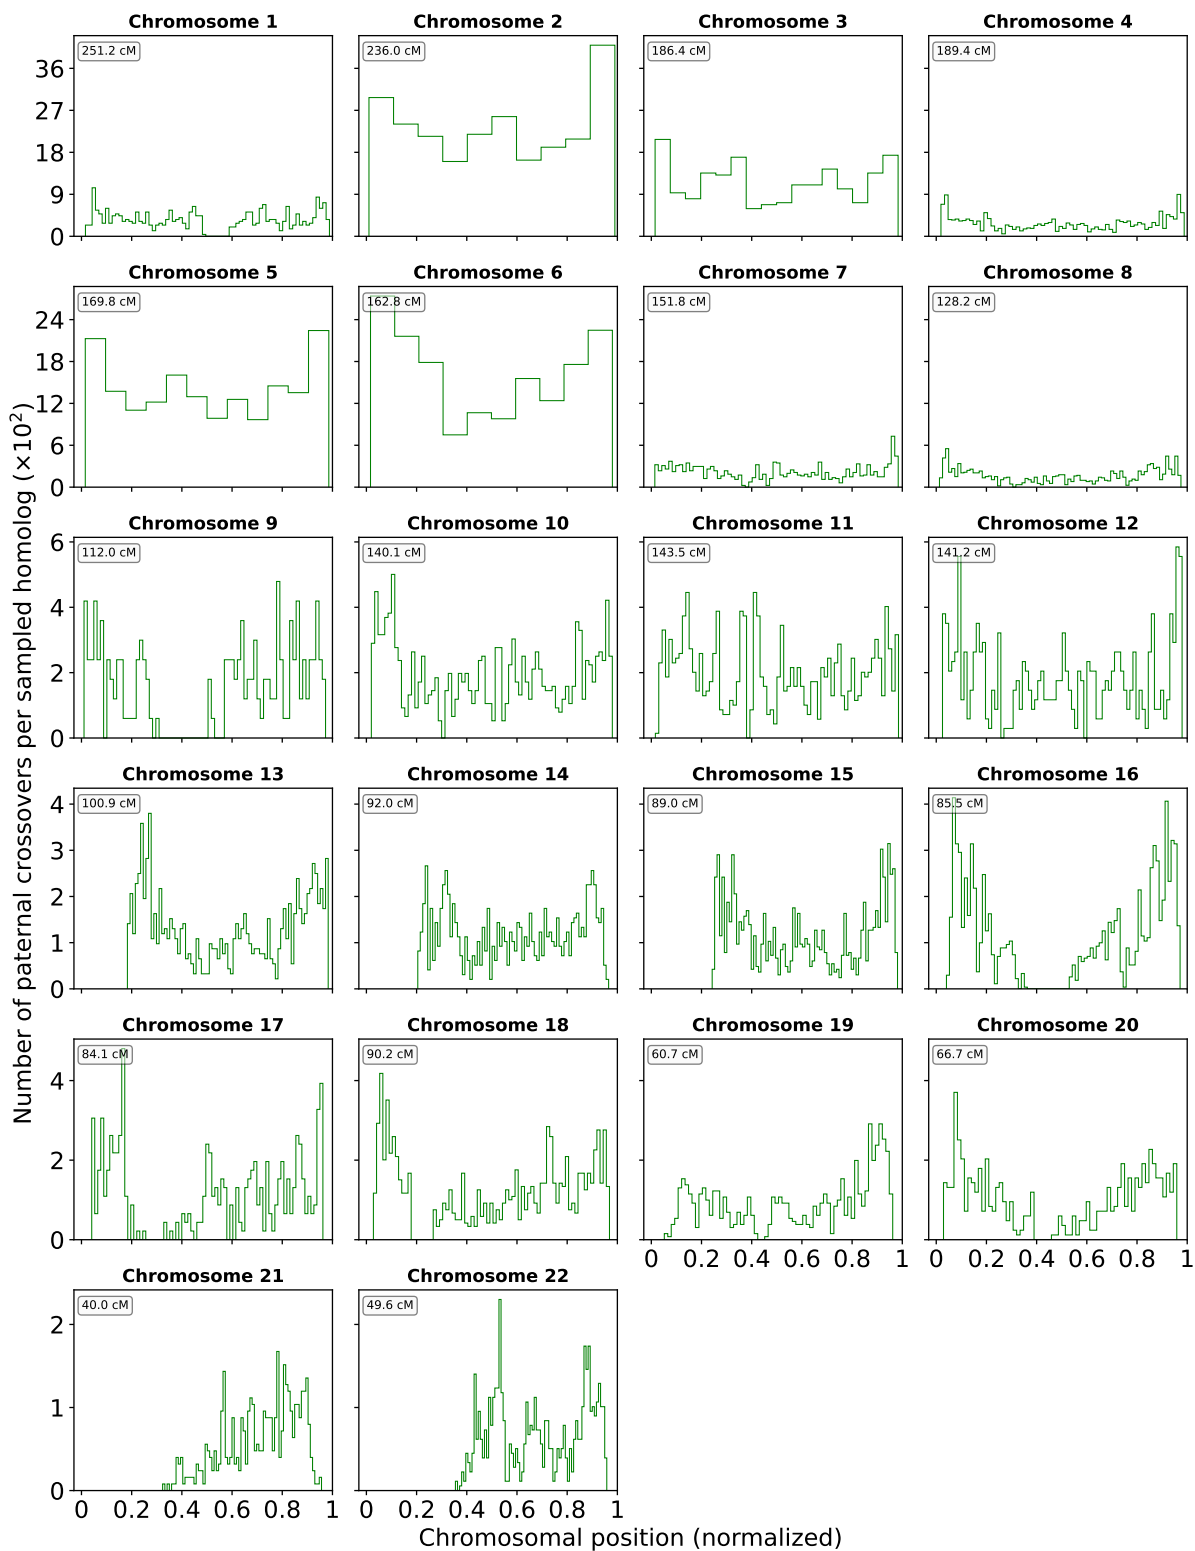 Chromosome 1 Chromosome 2 Chromosome 3 Chromosome 4
251.2 cM 236.0 cM 186.4 cM 189.4 cM
36
27
18
9
0
Chromosome 5 Chromosome 6 Chromosome 7 Chromosome 8
169.8 cM 162.8 cM 151.8 cM 128.2 cM
24
18
12
6
0
Number of paternal crossovers per sampled homolog (×10²)
Chromosome 9 Chromosome 10 Chromosome 11 Chromosome 12
112.0 cM 140.1 cM 143.5 cM 141.2 cM
6
4
2
0
Chromosome 13 Chromosome 14 Chromosome 15 Chromosome 16
100.9 cM 92.0 cM 89.0 cM 85.5 cM
4
3
2
1
0
Chromosome 17 Chromosome 18 Chromosome 19 Chromosome 20
84.1 cM 90.2 cM 60.7 cM 66.7 cM
4
2
0
0 0.2 0.4 0.6 0.8 1 0 0.2 0.4 0.6 0.8 1
Chromosome 21 Chromosome 22
40.0 cM 49.6 cM
2
1
0
0 0.2 0.4 0.6 0.8 1 0 0.2 0.4 0.6 0.8 1
Chromosomal position (normalized)